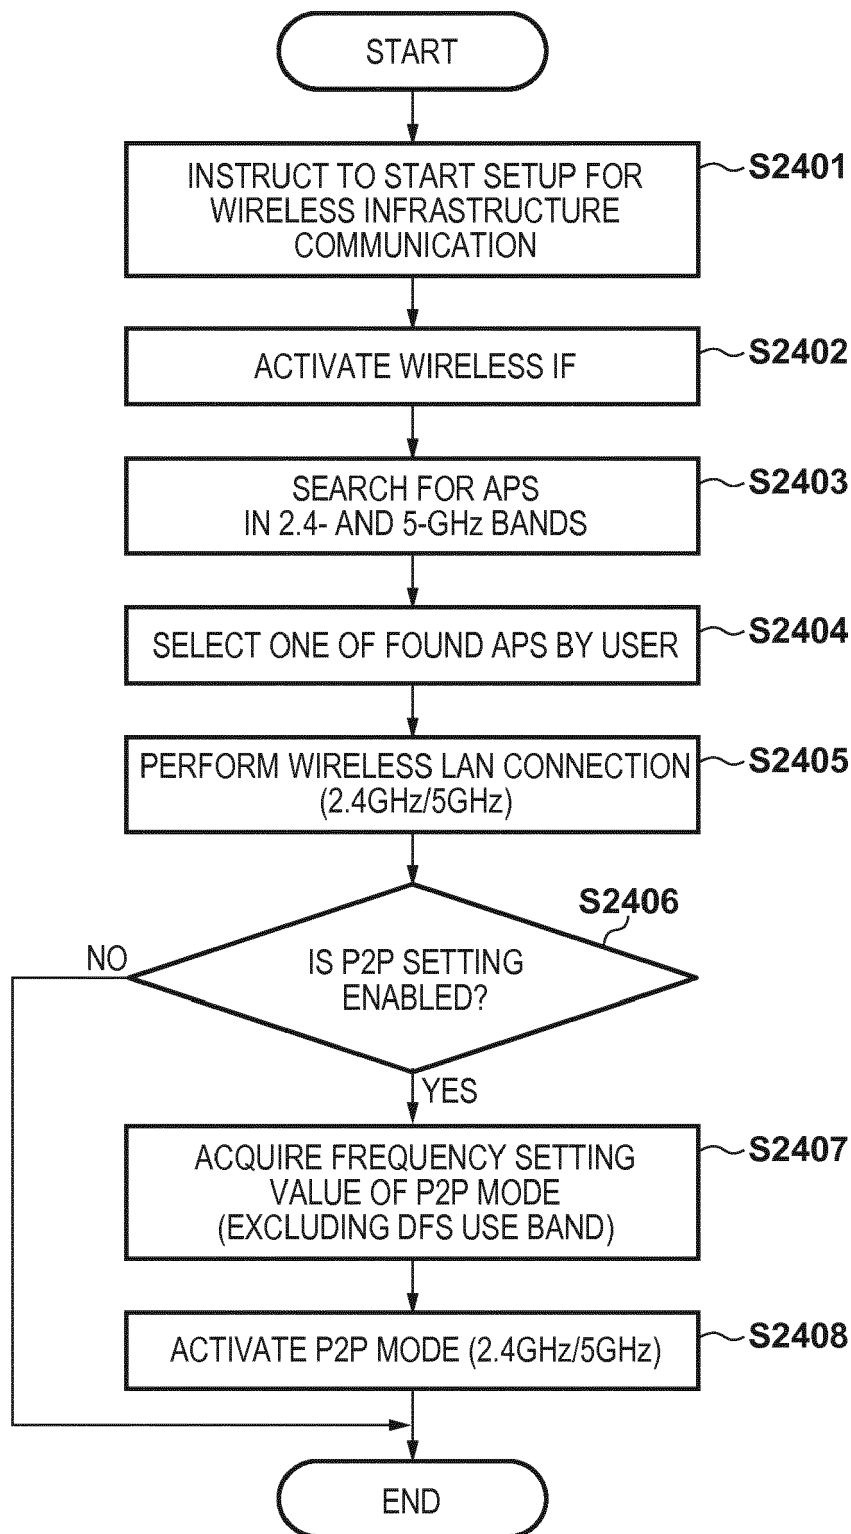 START
INSTRUCT TO START SETUP FOR
WIRELESS INFRASTRUCTURE
COMMUNICATION
S2401
ACTIVATE WIRELESS IF
S2402
SEARCH FOR APS
IN 2.4- AND 5-GHz BANDS
S2403
SELECT ONE OF FOUND APS BY USER
S2404
PERFORM WIRELESS LAN CONNECTION
(2.4GHz/5GHz)
S2405
S2406
IS P2P SETTING
ENABLED?
NO
YES
ACQUIRE FREQUENCY SETTING
VALUE OF P2P MODE
(EXCLUDING DFS USE BAND)
S2407
ACTIVATE P2P MODE (2.4GHz/5GHz)
S2408
END